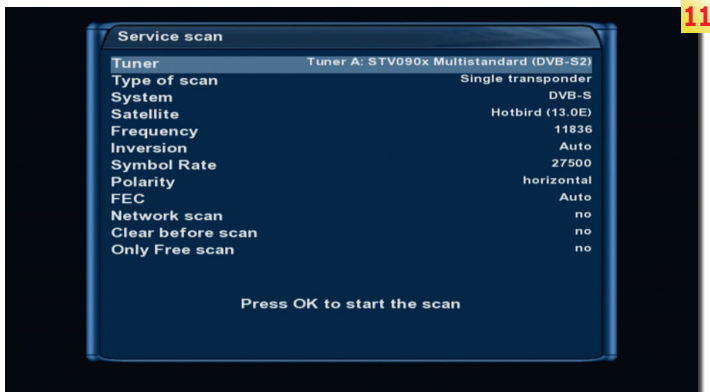 11
Service scan
Tuner Tuner A: STV090x Multistandard (DVB-S2)
Type of scan Single transponder
System DVB-S
Satellite Hotbird (13.0E)
Frequency 11836
Inversion Auto
Symbol Rate 27500
Polarity horizontal
FEC Auto
Network scan no
Clear before scan no
Only Free scan no
Press OK to start the scan